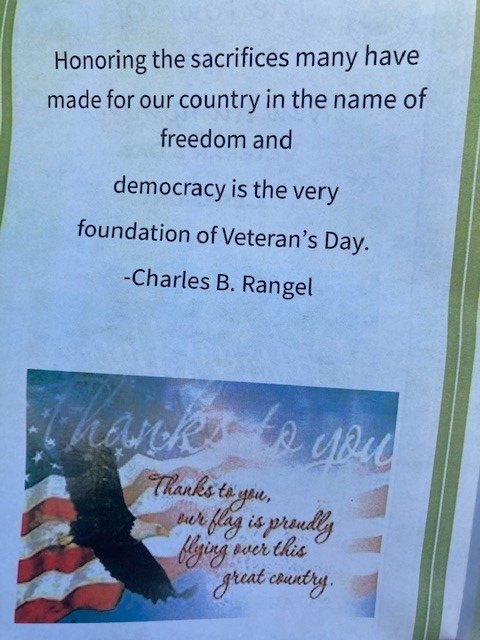 Honoring the sacrifices many have
made for our country in the name of
freedom and
democracy is the very
foundation of Veteran's Day.
-Charles B. Rangel
Thanks to you
Thanks to you,
our flag is proudly
flying over this
great country.